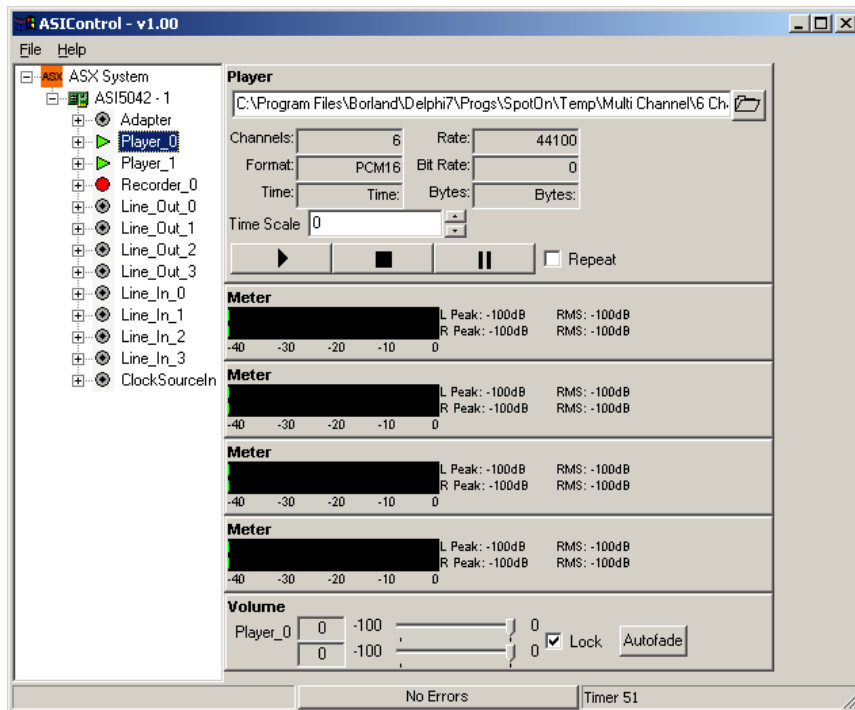 ASIControl - v1.00
File Help
ASX ASX System
ASI5042 - 1
Adapter
Player_0
Player_1
Recorder_0
Line_Out_0
Line_Out_1
Line_Out_2
Line_Out_3
Line_In_0
Line_In_1
Line_In_2
Line_In_3
ClockSourceIn
Player
C:\Program Files\Borland\Delphi7\Progs\SpotOn\Temp\Multi Channel\6 Ch
Channels: 6 Rate: 44100
Format: PCM16 Bit Rate: 0
Time: Time: Bytes: Bytes:
Time Scale 0
Repeat
Meter
L Peak: -100dB RMS: -100dB
R Peak: -100dB RMS: -100dB
-40 -30 -20 -10 0
Meter
L Peak: -100dB RMS: -100dB
R Peak: -100dB RMS: -100dB
-40 -30 -20 -10 0
Meter
L Peak: -100dB RMS: -100dB
R Peak: -100dB RMS: -100dB
-40 -30 -20 -10 0
Meter
L Peak: -100dB RMS: -100dB
R Peak: -100dB RMS: -100dB
-40 -30 -20 -10 0
Volume
Player_0 0 -100 0
0 -100 0
Lock Autofade
No Errors Timer 51